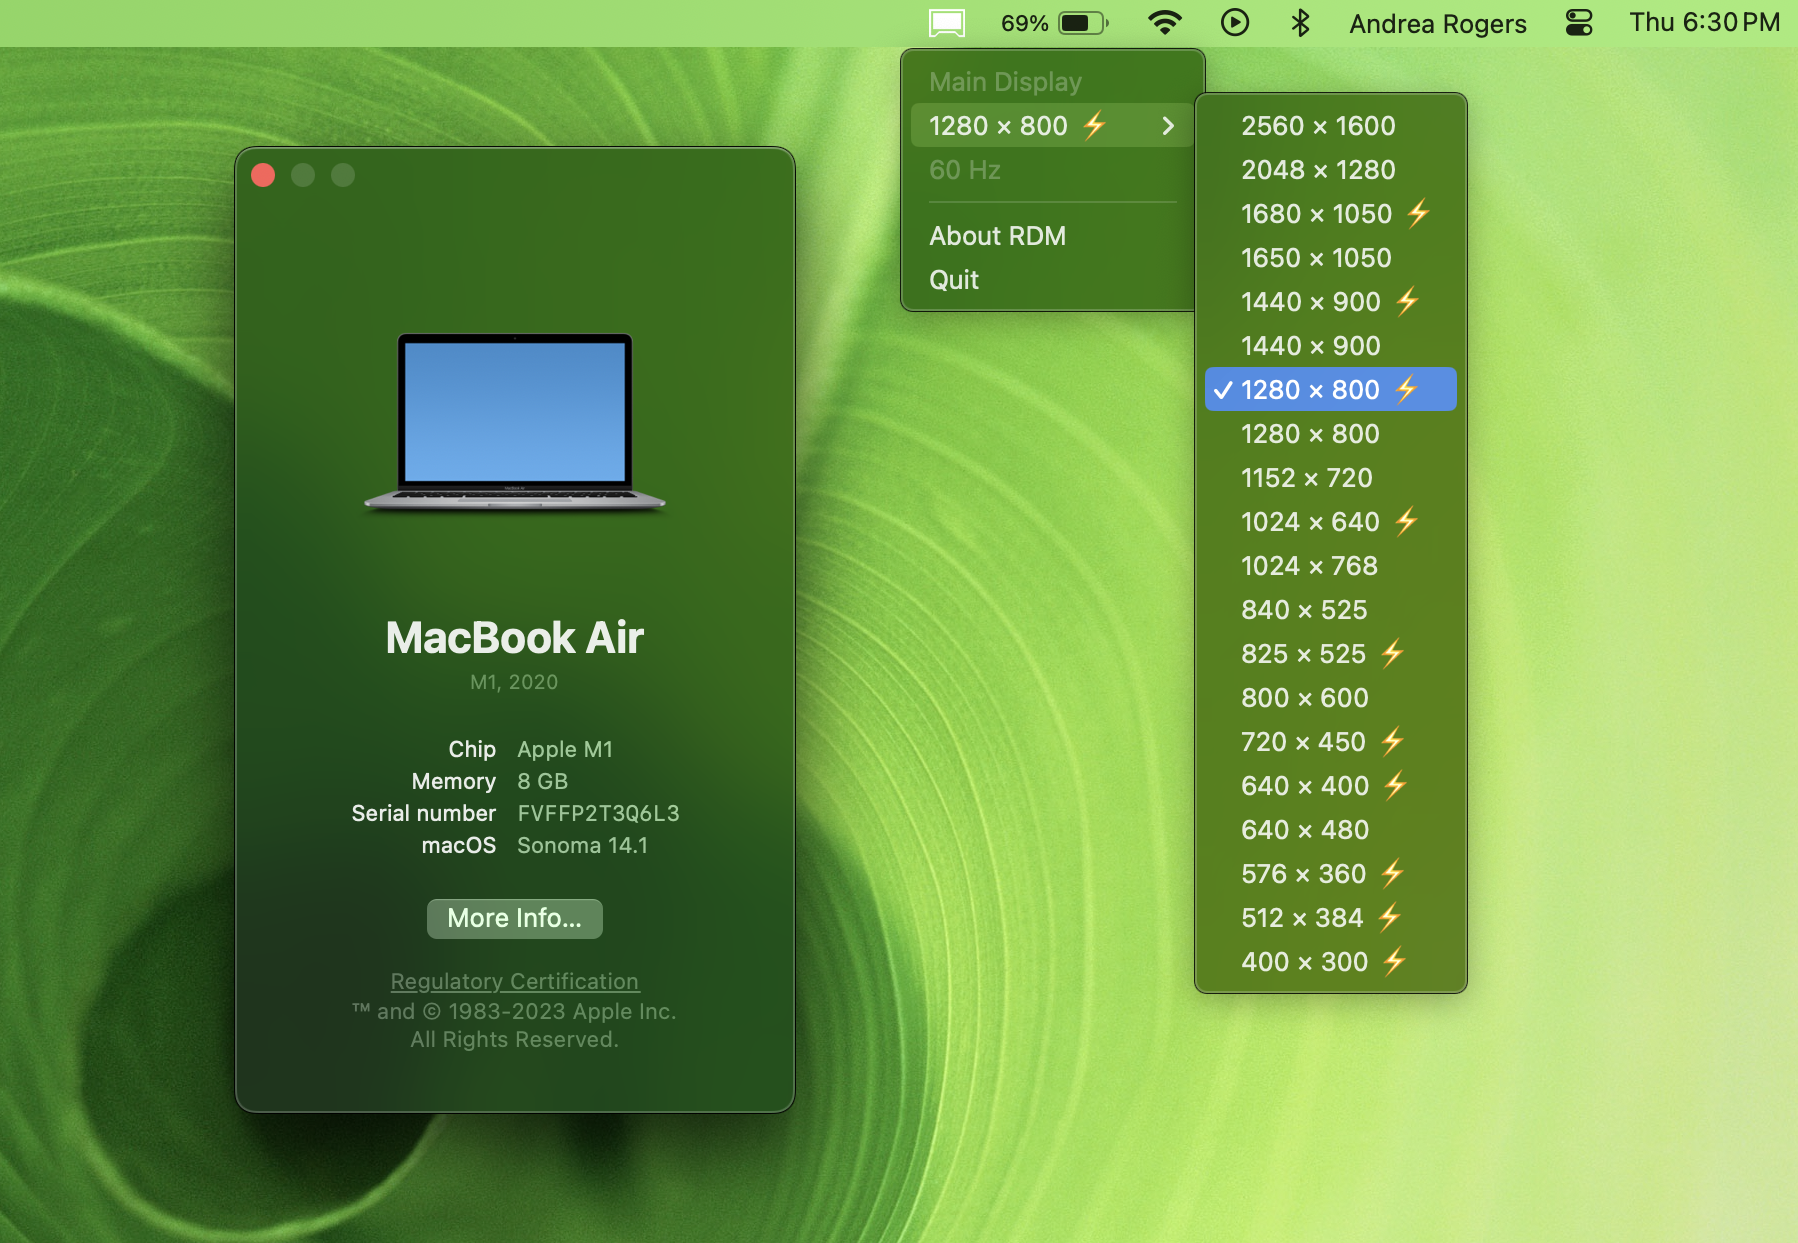 69% Andrea Rogers Thu 6:30 PM
Main Display
1280 × 800 ⚡
60 Hz
About RDM
Quit
2560 × 1600
2048 × 1280
1680 × 1050 ⚡
1650 × 1050
1440 × 900 ⚡
1440 × 900
✓ 1280 × 800 ⚡
1280 × 800
1152 × 720
1024 × 640 ⚡
1024 × 768
840 × 525
825 × 525 ⚡
800 × 600
720 × 450 ⚡
640 × 400 ⚡
640 × 480
576 × 360 ⚡
512 × 384 ⚡
400 × 300 ⚡
MacBook Air
M1, 2020
Chip Apple M1
Memory 8 GB
Serial number FVFFP2T3Q6L3
macOS Sonoma 14.1
More Info...
Regulatory Certification
™ and © 1983-2023 Apple Inc.
All Rights Reserved.